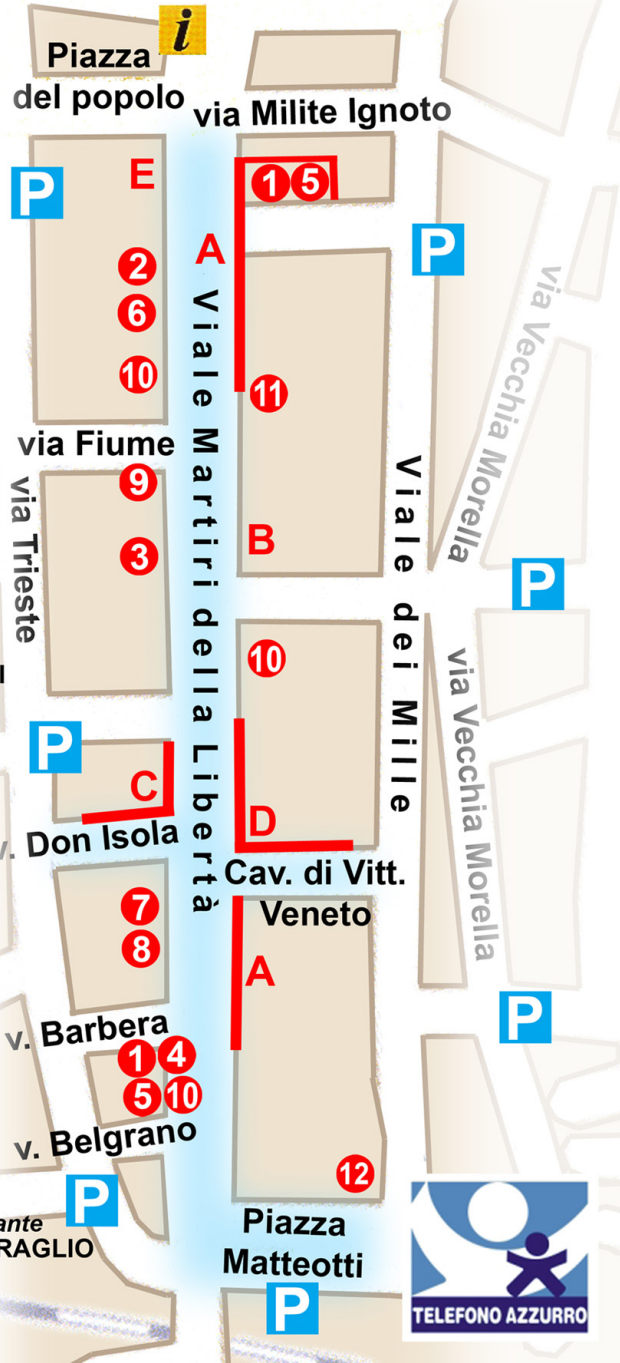 i
Piazza
del popolo
via Milite Ignoto
P
E
1 5
A
P
2
6
10
11
via Vecchia Morella
Viale Martiri della Libertà
via Fiume
9
via Trieste
3
B
Viale dei Mille
P
10
via Vecchia Morella
P
C
D
v. Don Isola
Cav. di Vitt.
Veneto
7
8
A
P
v. Barbera
1 4
5 10
v. Belgrano
12
P
ante
RAGLIO
Piazza
Matteotti
P
TELEFONO AZZURRO